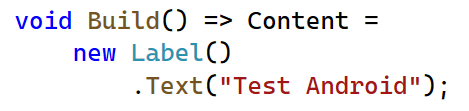 void Build() => Content =
    new Label()
        .Text("Test Android");